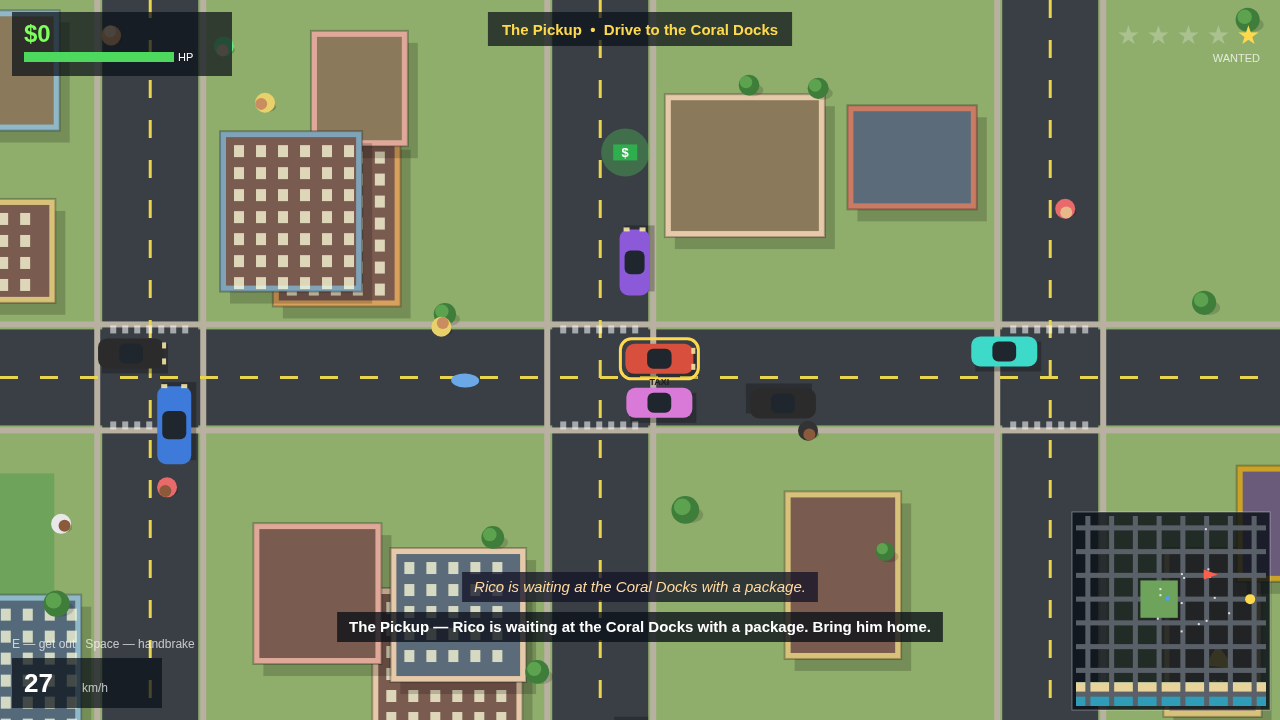 $0
HP
The Pickup • Drive to the Coral Docks
WANTED
$
TAXI
Rico is waiting at the Coral Docks with a package.
The Pickup — Rico is waiting at the Coral Docks with a package. Bring him home.
E — get out Space — handbrake
27 km/h